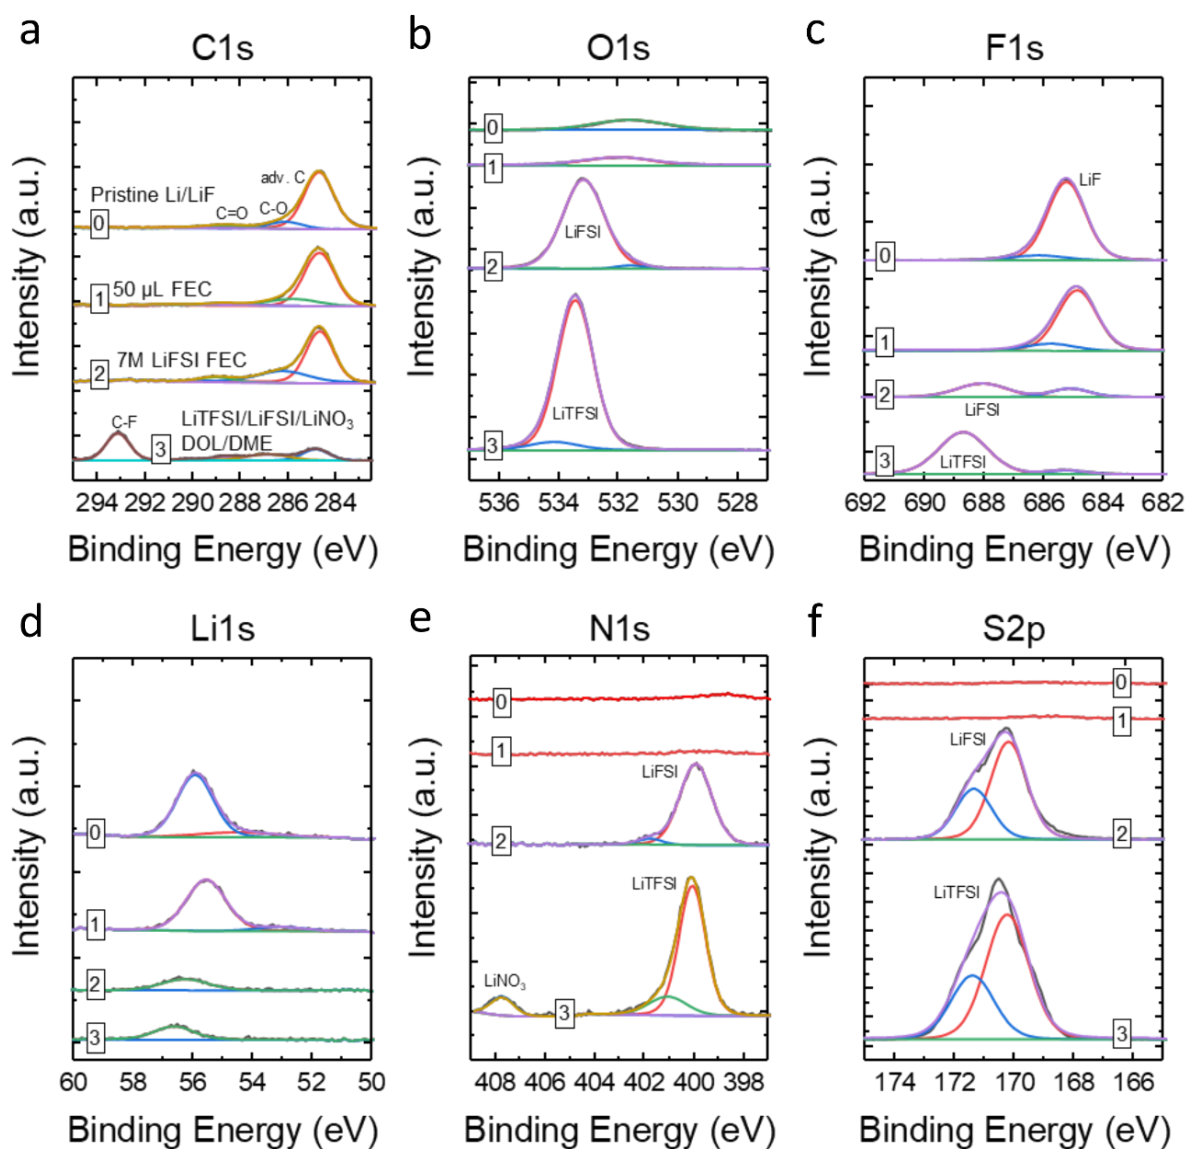 a
C1s
Intensity (a.u.)
Pristine Li/LiF
adv. C
C=O
C-O
0
1
50 µL FEC
2
7M LiFSI FEC
C-F
3
LiTFSI/LiFSI/LiNO₃
DOL/DME
294 292 290 288 286 284
Binding Energy (eV)
b
O1s
Intensity (a.u.)
0
1
LiFSI
2
LiTFSI
3
536 534 532 530 528
Binding Energy (eV)
c
F1s
Intensity (a.u.)
LiF
0
1
2
LiFSI
3
LiTFSI
692 690 688 686 684 682
Binding Energy (eV)
d
Li1s
Intensity (a.u.)
0
1
2
3
60 58 56 54 52 50
Binding Energy (eV)
e
N1s
Intensity (a.u.)
0
1
LiFSI
2
LiTFSI
LiNO₃
3
408 406 404 402 400 398
Binding Energy (eV)
f
S2p
Intensity (a.u.)
0
1
LiFSI
2
LiTFSI
3
174 172 170 168 166
Binding Energy (eV)